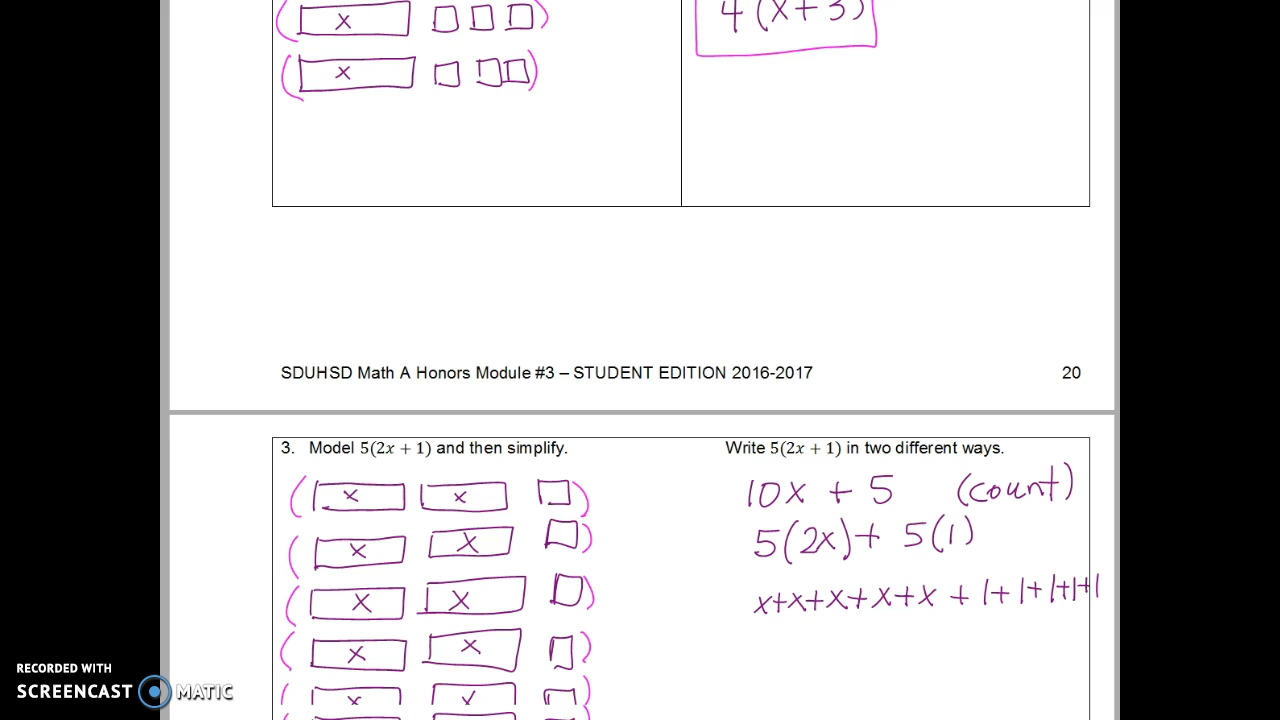 ( x )
4(x+3)
( x )
SDUHSD Math A Honors Module #3 – STUDENT EDITION 2016-2017 20
3. Model 5(2𝑥 + 1) and then simplify.
Write 5(2𝑥 + 1) in two different ways.
( x x )
10x + 5 (count)
( x x )
5(2x) + 5(1)
( x x )
x+x+x+x+x + 1+1+1+1+1
( x x )
( x x )
RECORDED WITH
SCREENCAST MATIC